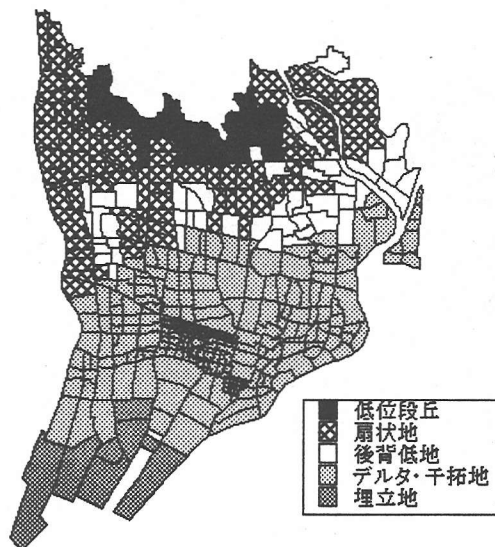 低位段丘
扇状地
後背低地
デルタ・干拓地
埋立地